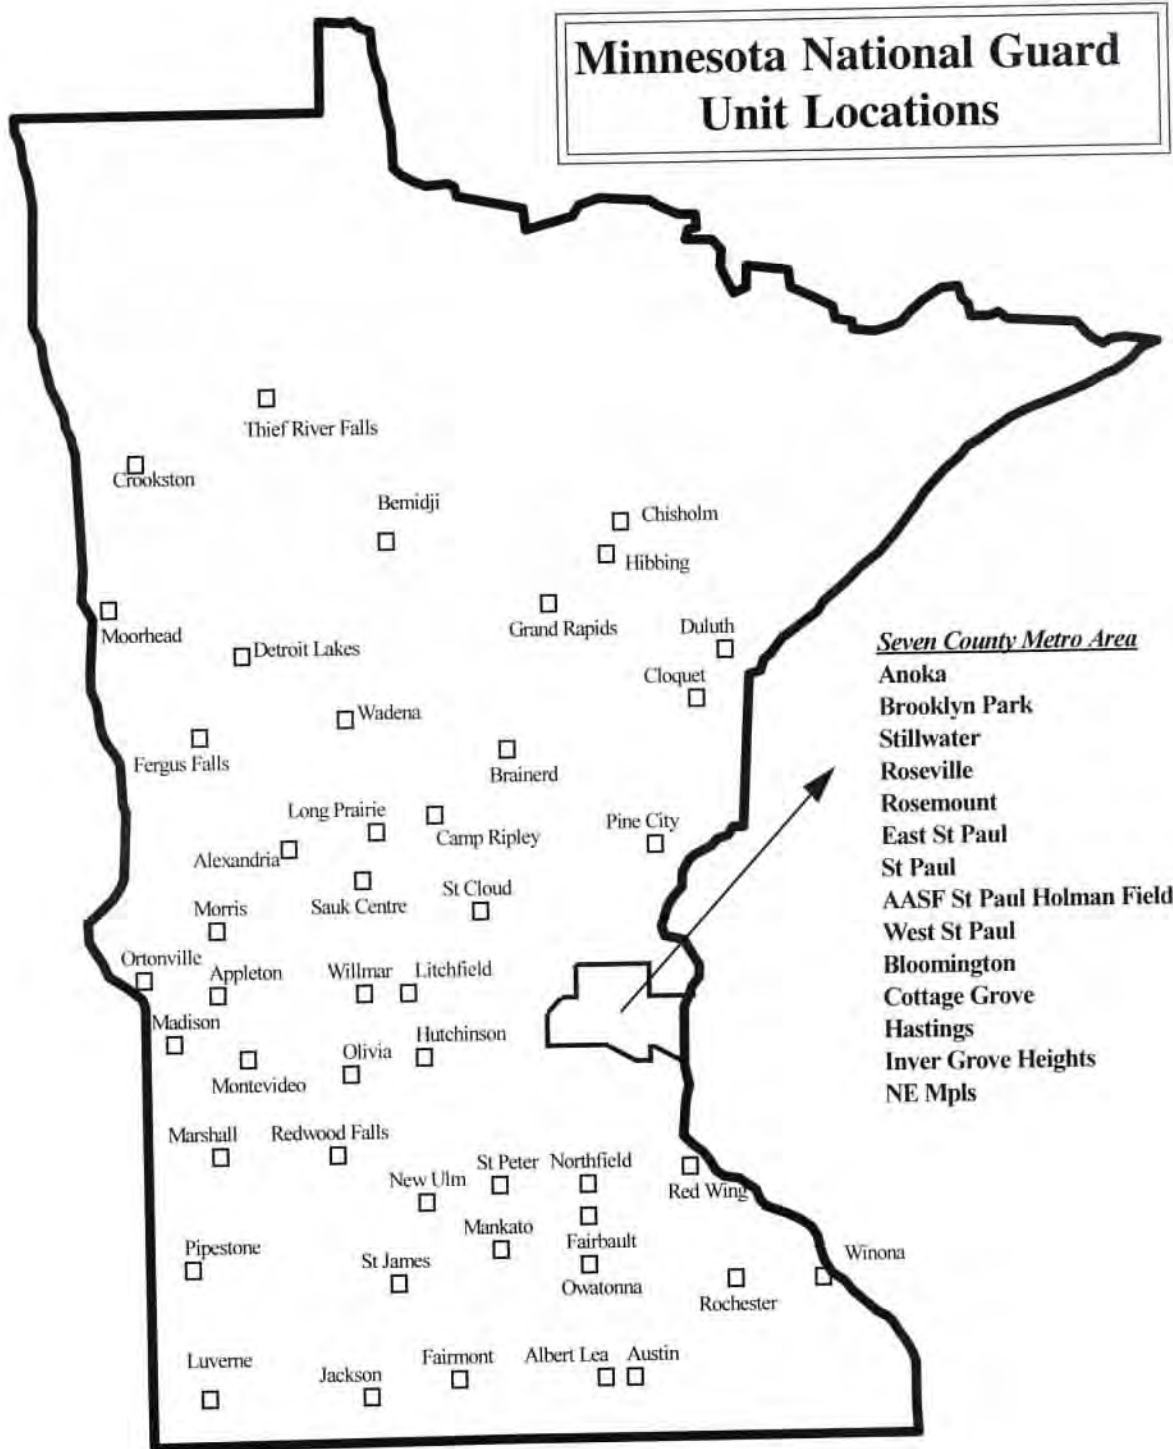 Minnesota National Guard
Unit Locations
Thief River Falls
Crookston
Bemidji
Chisholm
Hibbing
Grand Rapids
Moorhead
Duluth
Detroit Lakes
Cloquet
Wadena
Fergus Falls
Brainerd
Long Prairie
Camp Ripley
Pine City
Alexandria
Sauk Centre
St Cloud
Morris
Ortonville
Appleton
Willmar
Litchfield
Madison
Hutchinson
Olivia
Montevideo
Marshall
Redwood Falls
New Ulm
St Peter
Northfield
Red Wing
Mankato
Fairbault
Pipestone
St James
Owatonna
Winona
Rochester
Luverne
Jackson
Fairmont
Albert Lea
Austin
Seven County Metro Area
Anoka
Brooklyn Park
Stillwater
Roseville
Rosemount
East St Paul
St Paul
AASF St Paul Holman Field
West St Paul
Bloomington
Cottage Grove
Hastings
Inver Grove Heights
NE Mpls